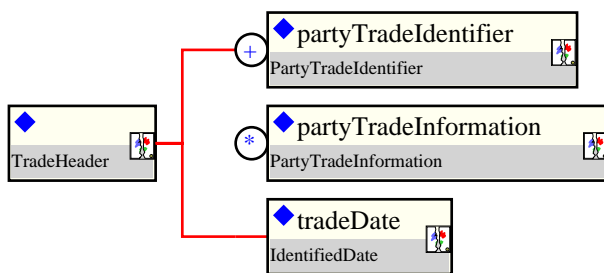 partyTradeIdentifier
+
PartyTradeIdentifier
TradeHeader
partyTradeInformation
*
PartyTradeInformation
tradeDate
IdentifiedDate